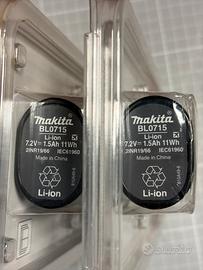 makita
BL0715
Li-ion
7.2V⎓1.5Ah 11Wh
2INR19/66 IEC61960
Made in China
Li-ion
makita
BL0715
Li-ion
7.2V⎓1.5Ah 11Wh
2INR19/66 IEC61960
Made in China
Li-ion